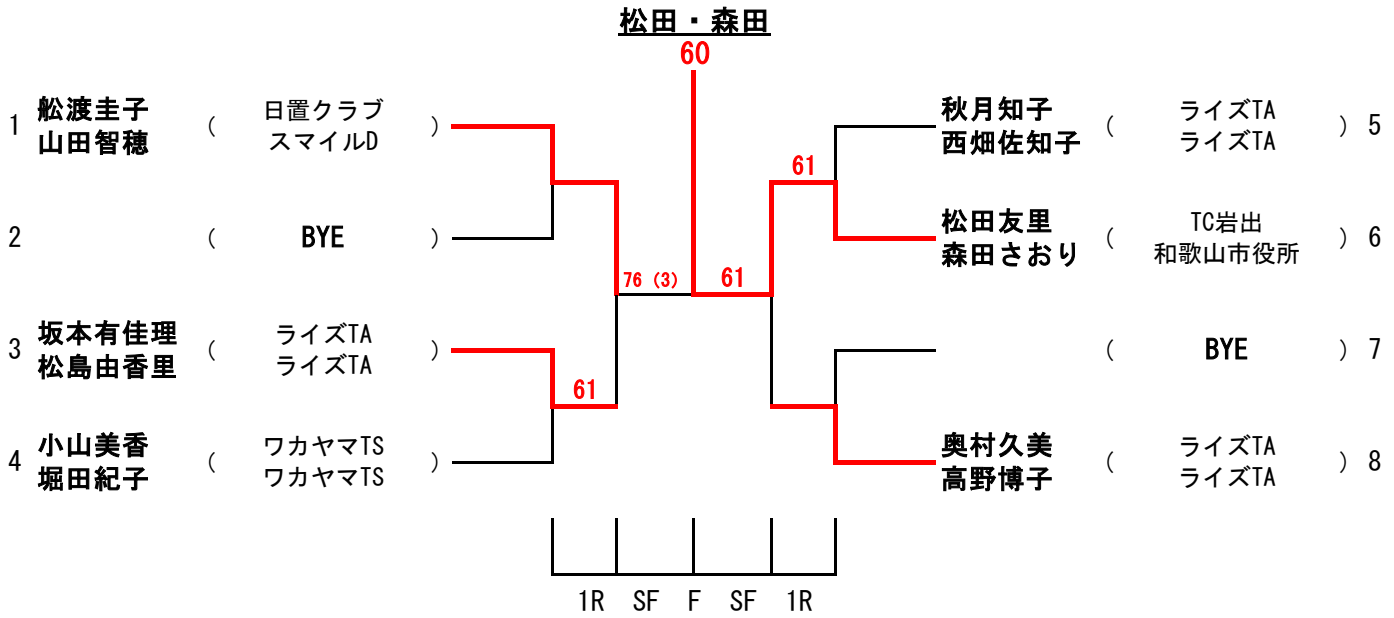 松田・森田
60
1 舩渡圭子 ( 日置クラブ )
山田智穂 スマイルD
2 ( BYE )
3 坂本有佳理 ( ライズTA )
松島由香里 ライズTA
4 小山美香 ( ワカヤマTS )
堀田紀子 ワカヤマTS
61
76 (3)
61
61
秋月知子 ( ライズTA ) 5
西畑佐知子 ライズTA
松田友里 ( TC岩出 ) 6
森田さおり 和歌山市役所
( BYE ) 7
奥村久美 ( ライズTA ) 8
高野博子 ライズTA
1R SF F SF 1R